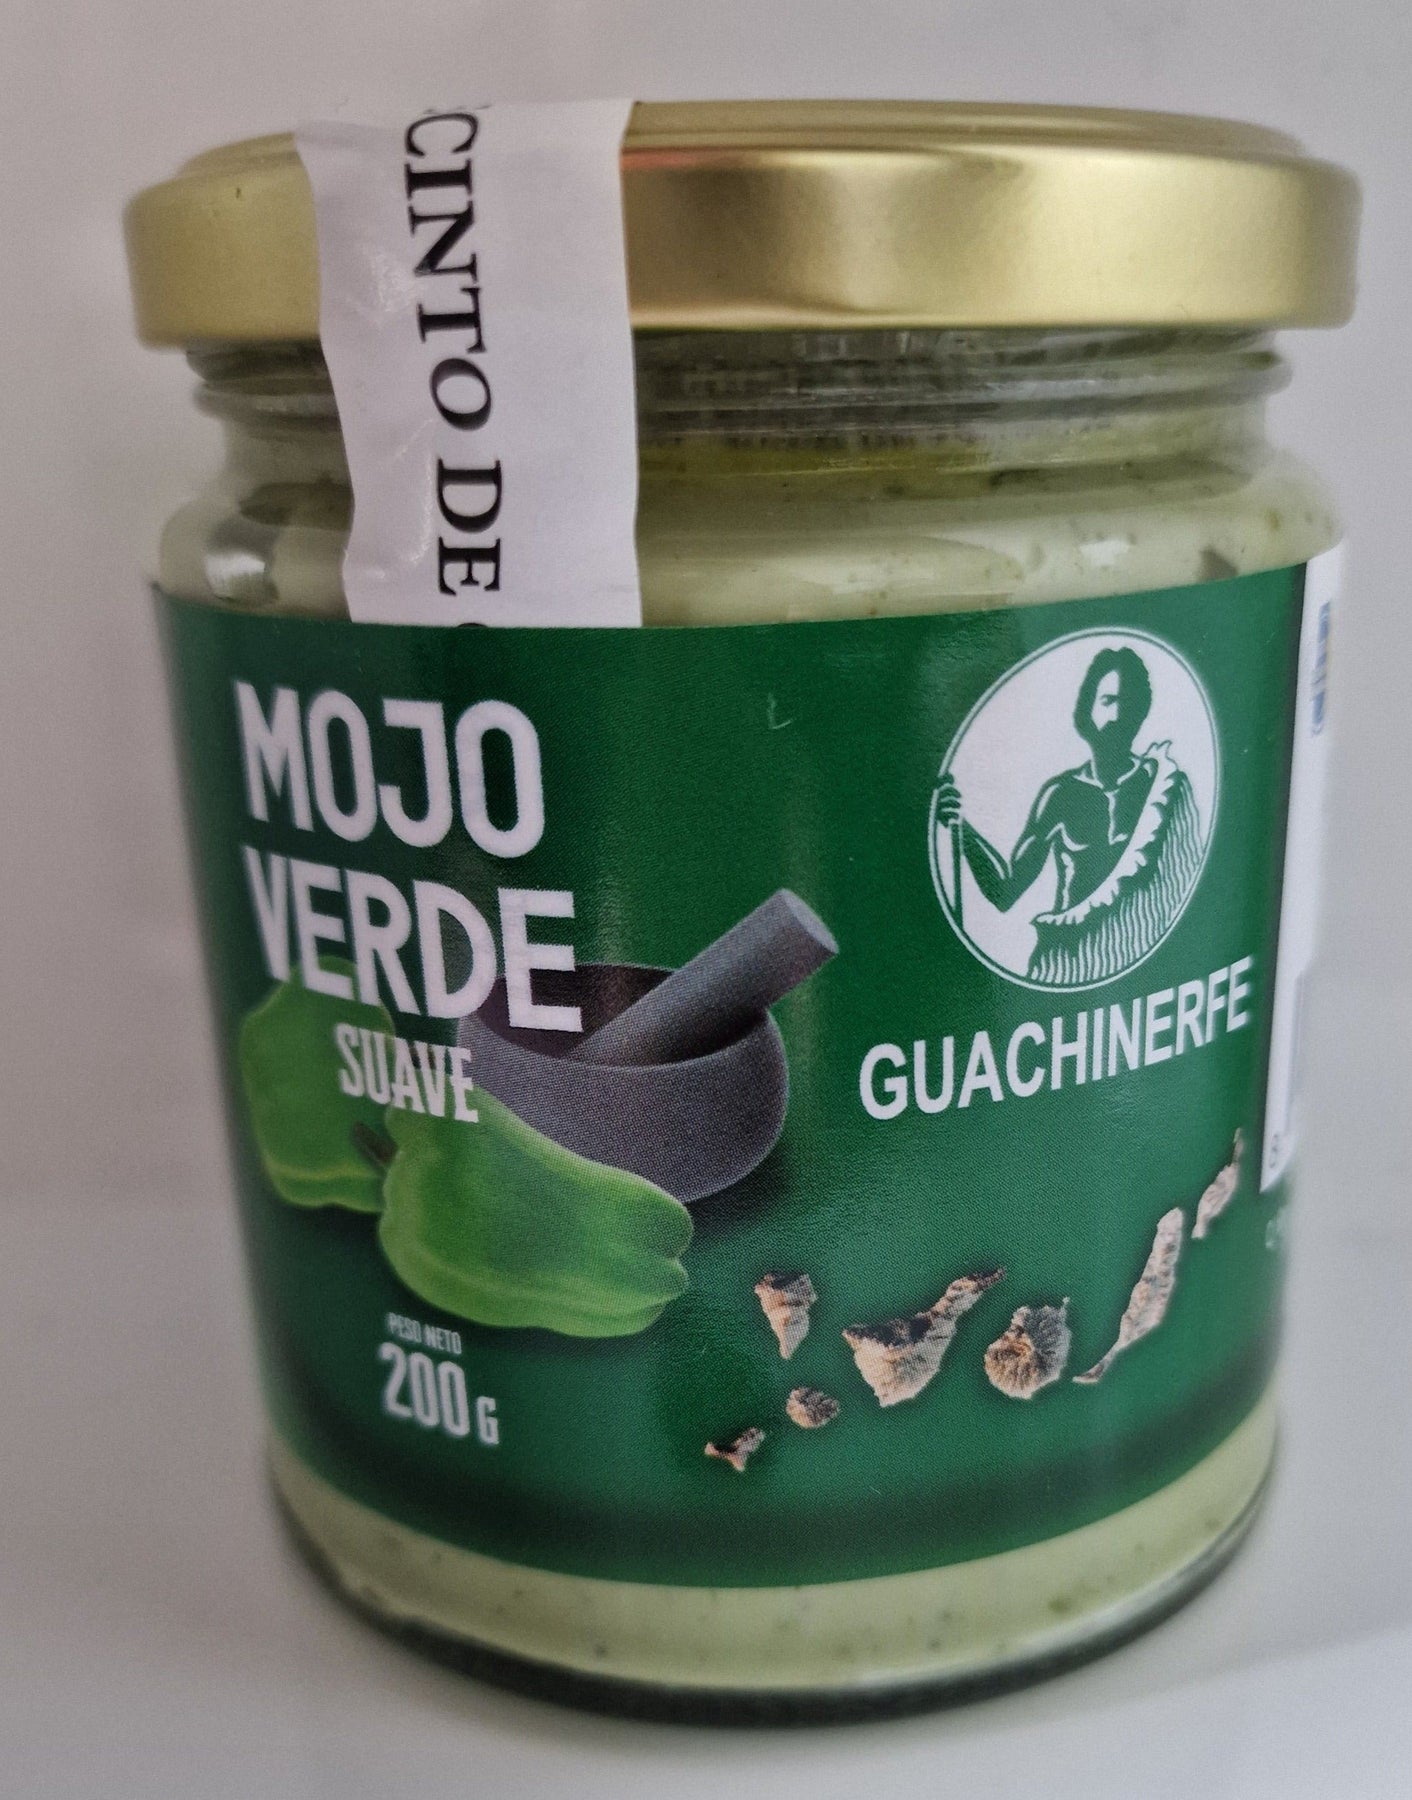 CINTO DE
MOJO
VERDE
SUAVE
GUACHINERFE
PESO NETO
200 G